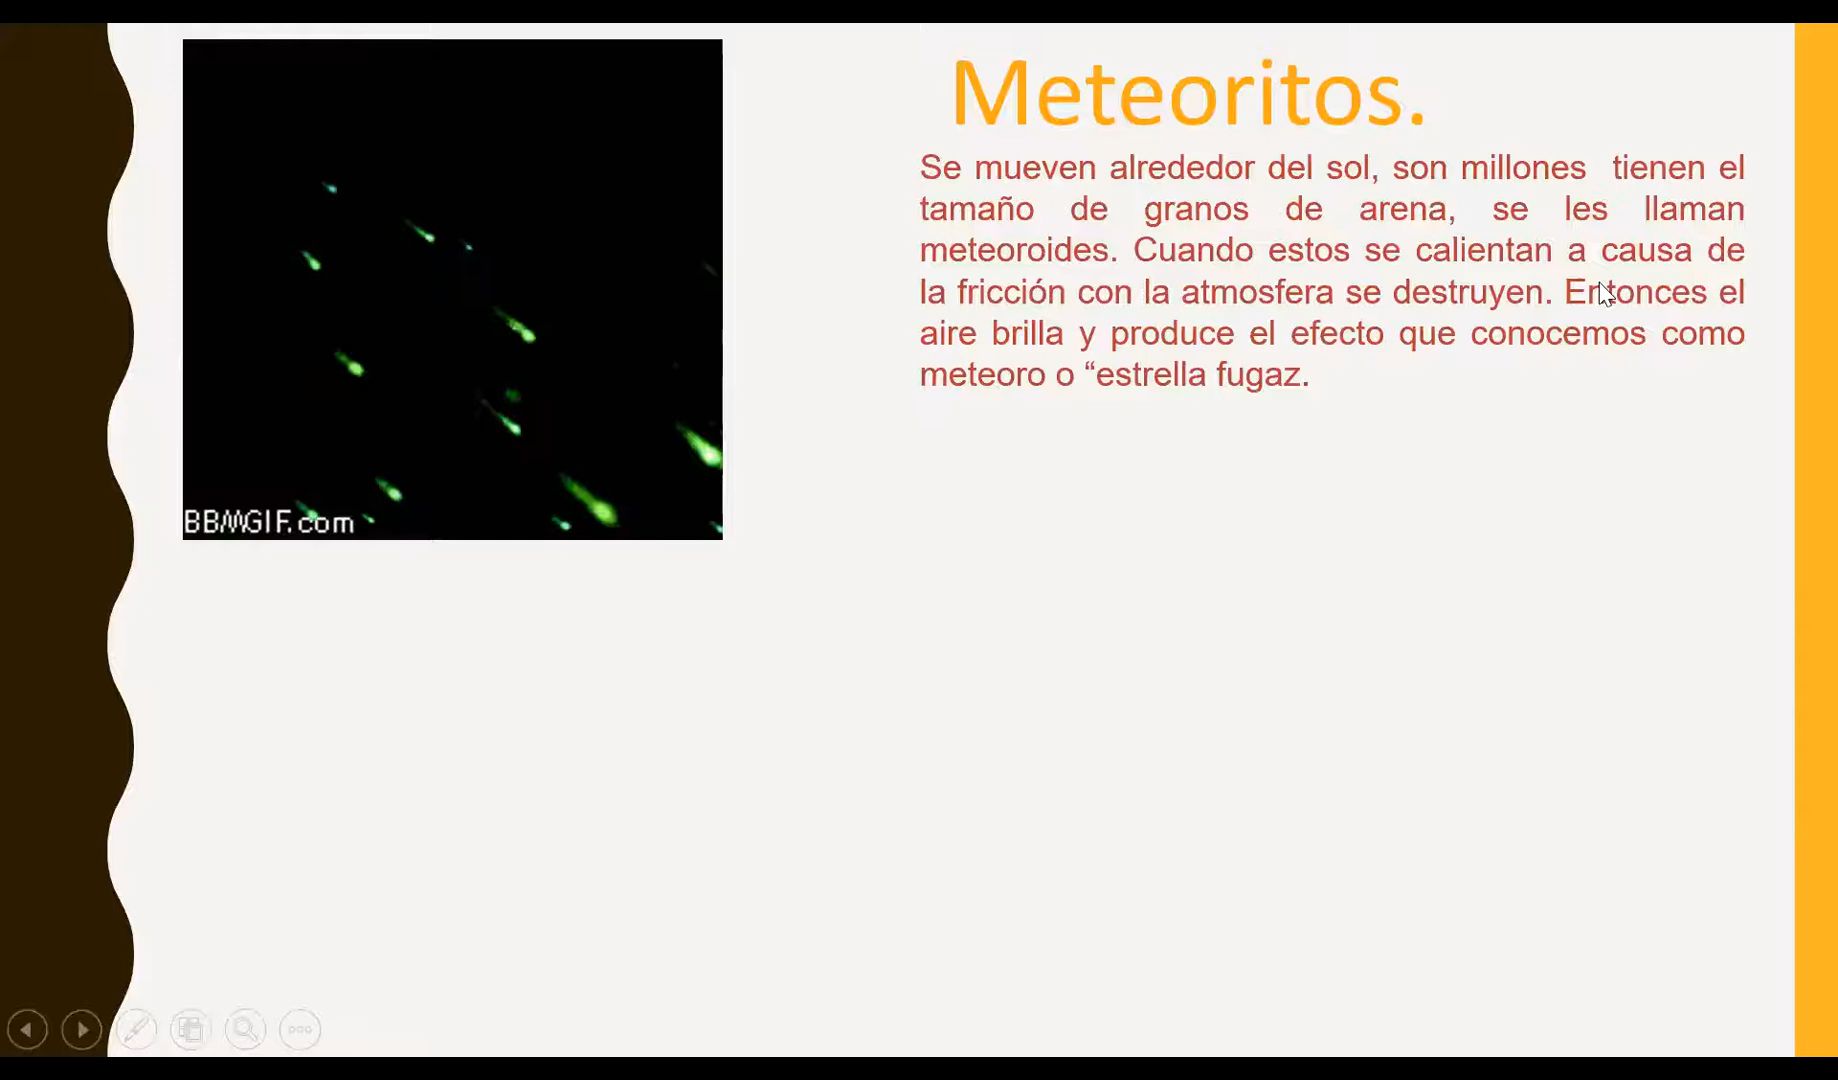 Meteoritos.
Se mueven alrededor del sol, son millones  tienen el
tamaño de granos de arena, se les llaman
meteoroides. Cuando estos se calientan a causa de
la fricción con la atmosfera se destruyen. Entonces el
aire brilla y produce el efecto que conocemos como
meteoro o “estrella fugaz.
BBMGIF.com